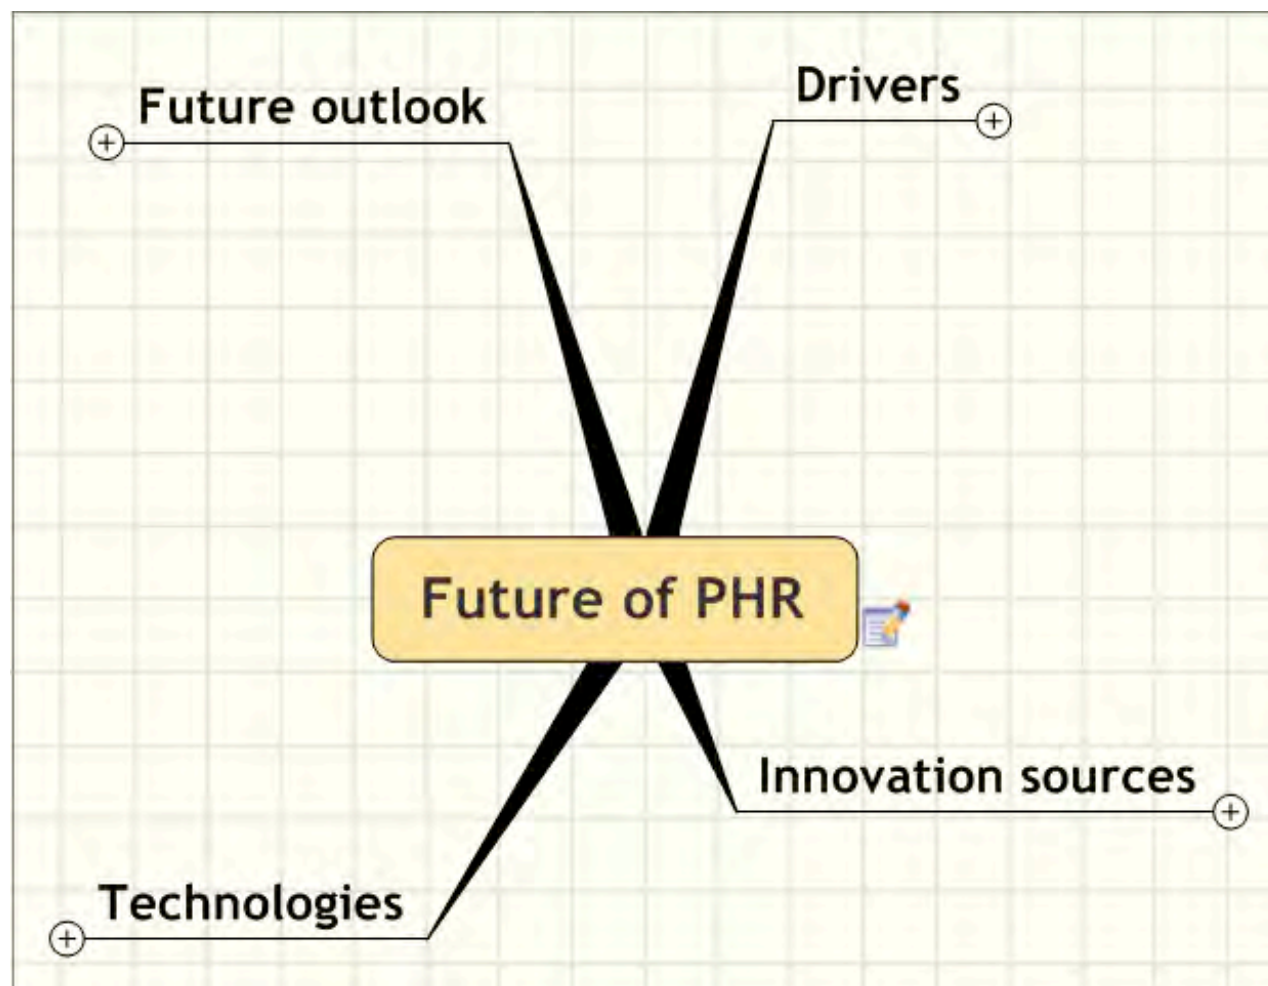 Future outlook
Drivers
Future of PHR
Innovation sources
Technologies